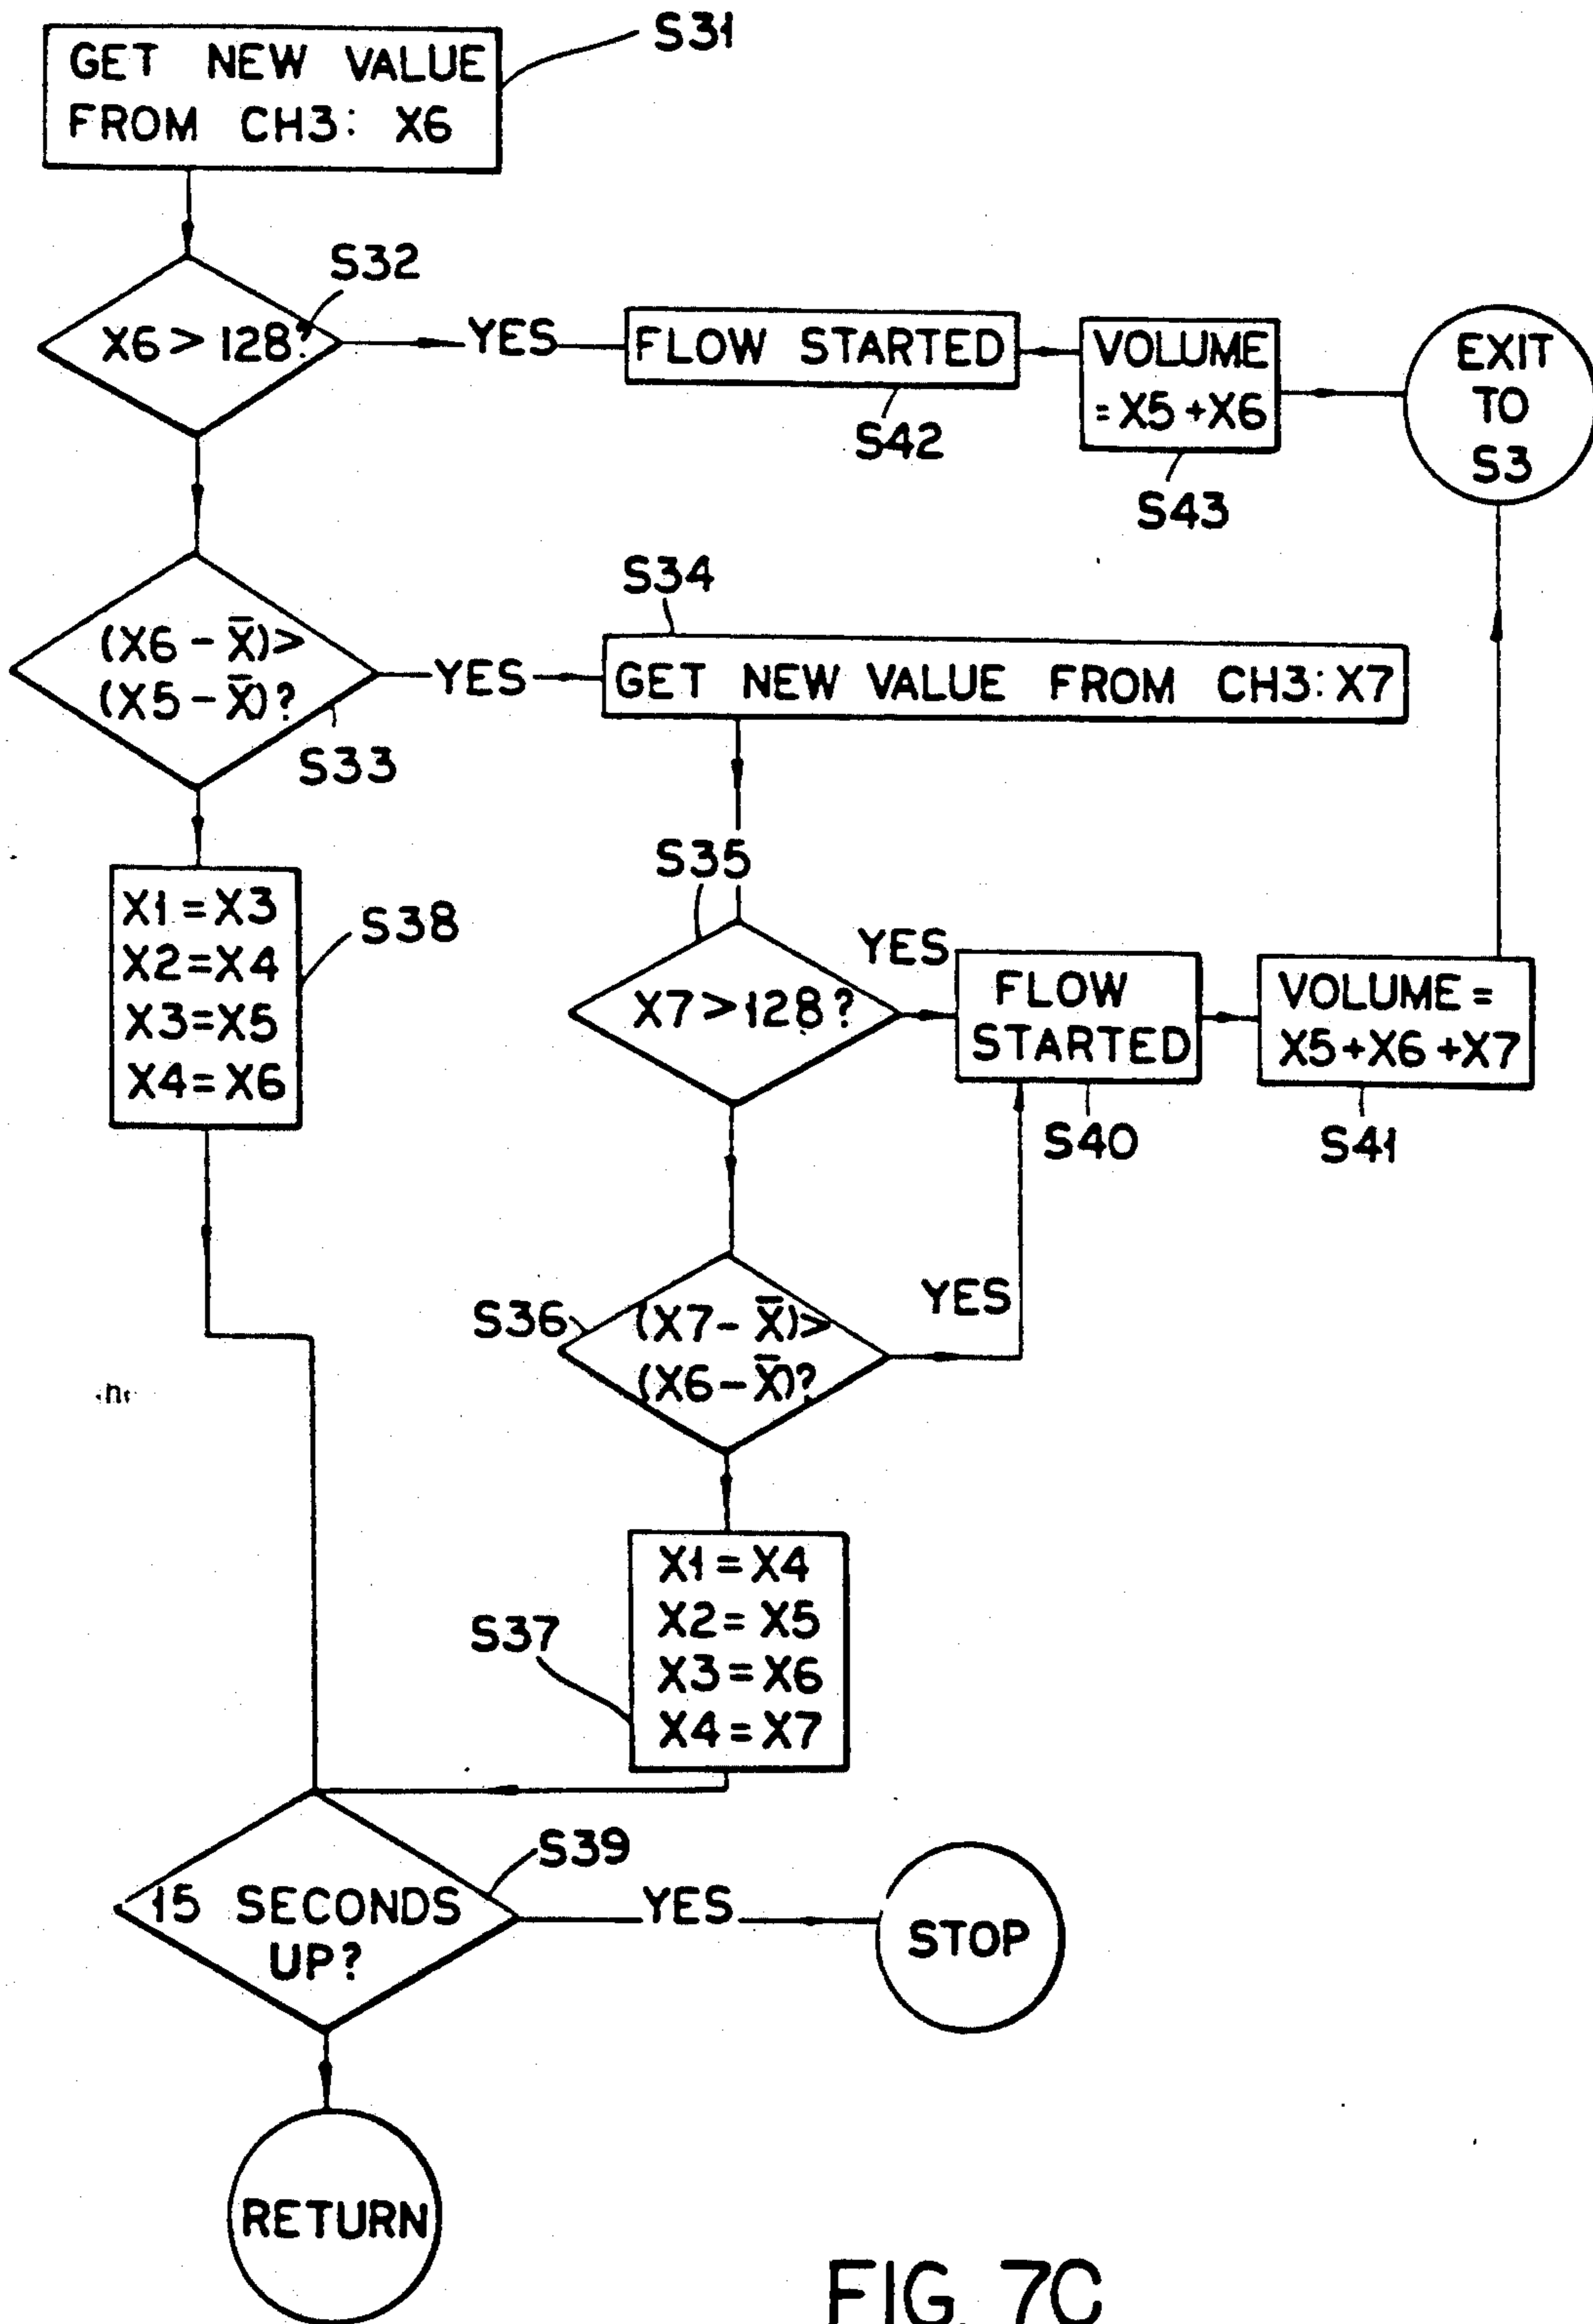 GET NEW VALUE
FROM CH3: X6
S31
S32
X6 > 128?
YES
FLOW STARTED
S42
VOLUME
= X5 + X6
S43
EXIT
TO
S3
(X6 - X̅) >
(X5 - X̅)?
S33
YES
S34
GET NEW VALUE FROM CH3: X7
X1 = X3
X2 = X4
X3 = X5
X4 = X6
S38
S35
X7 > 128?
YES
FLOW
STARTED
S40
VOLUME =
X5 + X6 + X7
S41
S36
(X7 - X̅) >
(X6 - X̅)?
YES
X1 = X4
X2 = X5
X3 = X6
X4 = X7
S37
S39
15 SECONDS
UP?
YES
STOP
RETURN
FIG. 7C